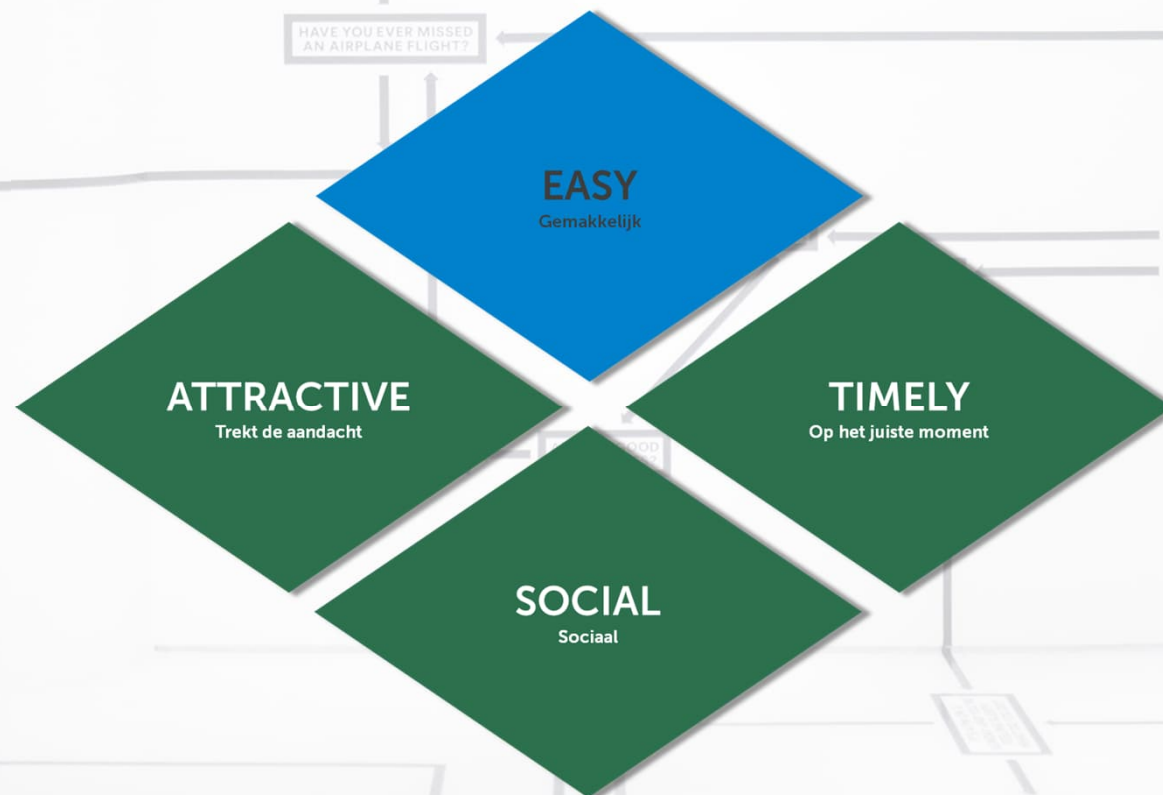 HAVE YOU EVER MISSED
AN AIRPLANE FLIGHT?
EASY
Gemakkelijk
ATTRACTIVE
Trekt de aandacht
TIMELY
Op het juiste moment
SOCIAL
Sociaal